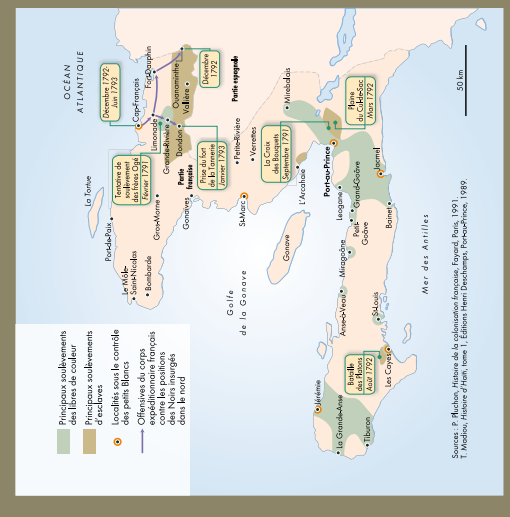 Principaux soulèvements
des libres de couleur
Principaux soulèvements
d'esclaves
Localités sous le contrôle
des petits Blancs
Offensives du corps
expéditionnaire français
contre les positions
des Noirs insurgés
dans le nord
OCÉAN
ATLANTIQUE
La Tortue
Port-de-Paix
Le Môle-
Saint-Nicolas
Bombarde
Gros-Morne
Gonaïves
Tentative de
soulèvement
des frères Ogé
Février 1791
Décembre 1792-
Juin 1793
Cap-Français
Limonade
Grande-Rivière
Dondon
Fort-Dauphin
Ouanaminthe
Vallière
Décembre
1792
Partie
française
Partie espagnole
Prise du fort
de la Tannerie
Janvier 1793
Petite-Rivière
Verrettes
St-Marc
Mirebalais
La Croix
des Bouquets
Septembre 1791
L'Arcahaie
Plaine
du Cul-de-Sac
Mars 1792
Port-au-Prince
Golfe
de la Gonave
Gonave
Léogane
Grand-Goâve
Petit-
Goâve
Jacmel
Bainet
Miragoâne
Anse-à-Veau
St-Louis
Bataille
des Platons
Août 1792
Les Cayes
Jérémie
La Grande-Anse
Tiburon
Mer des Antilles
50 km
Sources : P. Pluchon, Histoire de la colonisation française, Fayard, Paris, 1991.
T. Madiou, Histoire d'Haïti, tome 1, Éditions Henri Deschamps, Port-au-Prince, 1989.